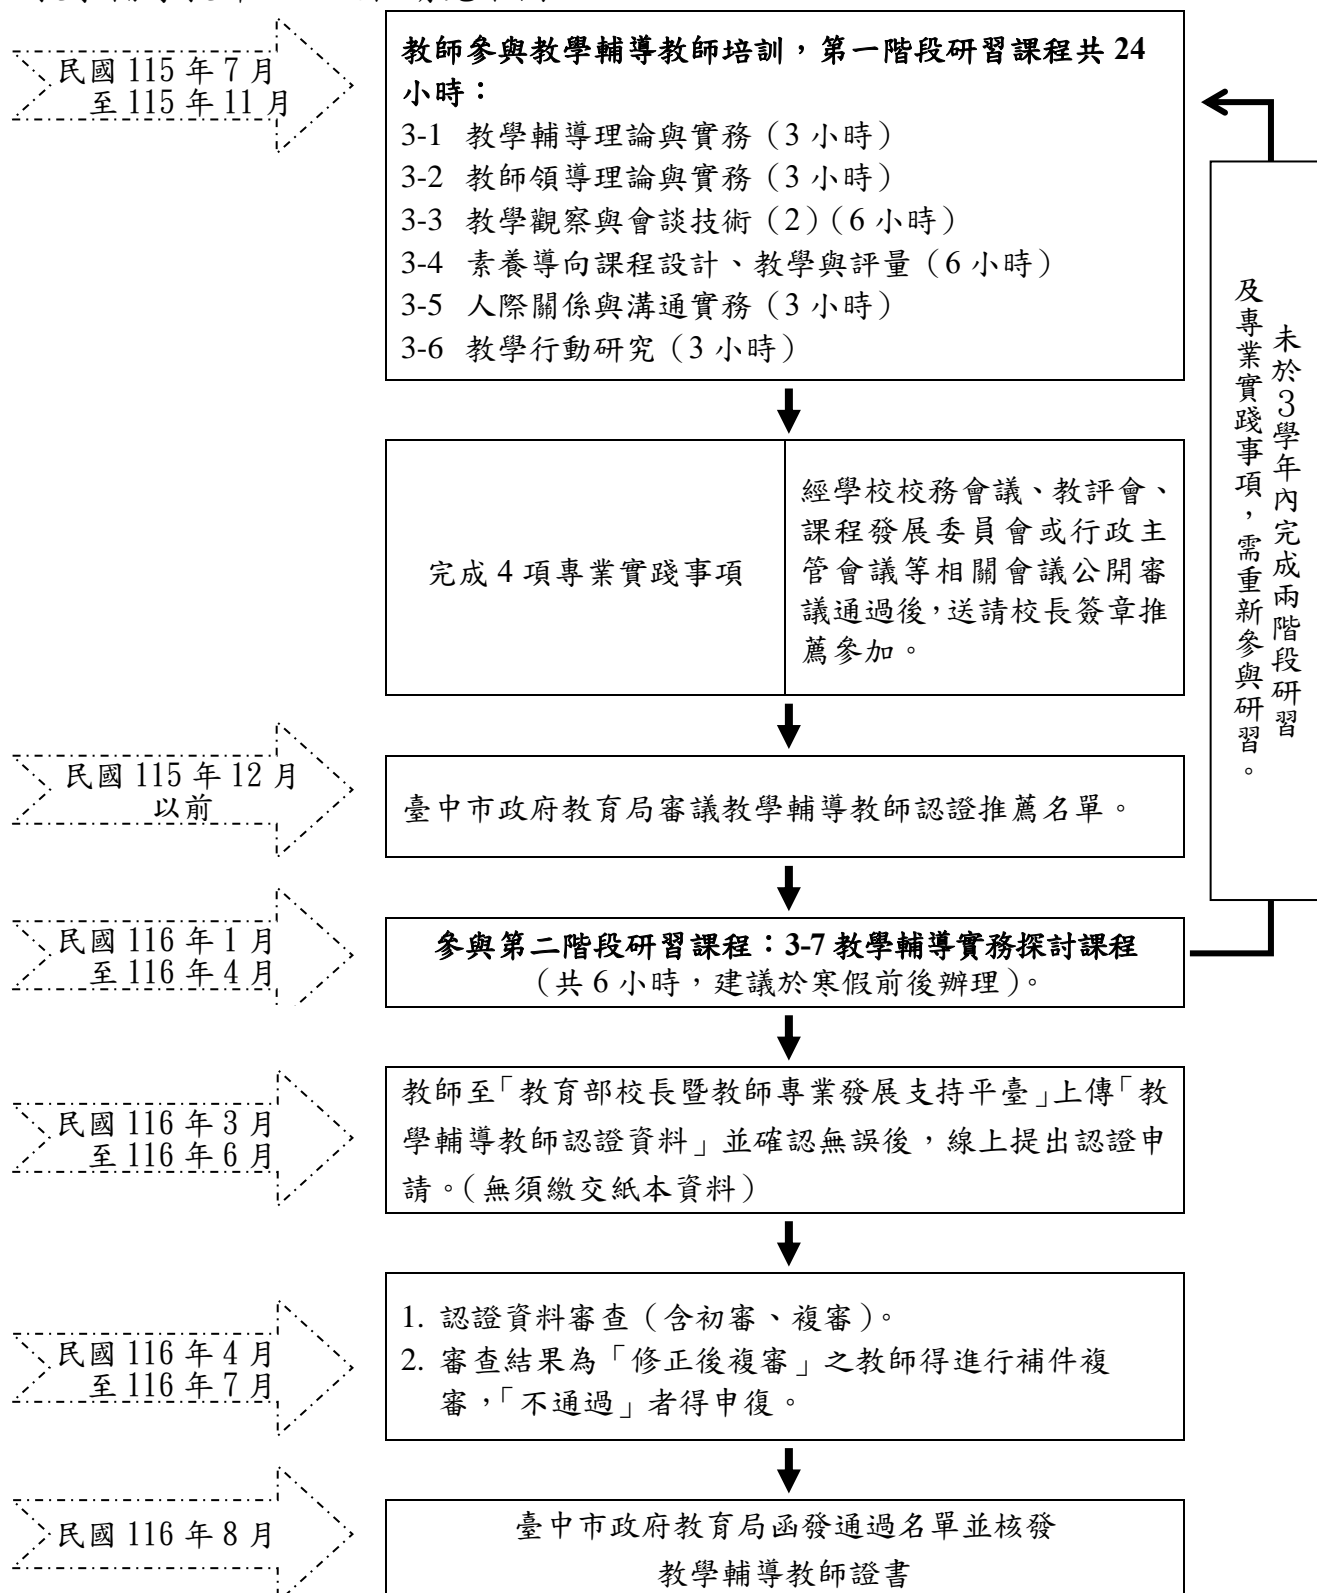 民國 115 年 7 月
至 115 年 11 月
教師參與教學輔導教師培訓，第一階段研習課程共 24
小時：
3-1 教學輔導理論與實務（3 小時）
3-2 教師領導理論與實務（3 小時）
3-3 教學觀察與會談技術（2）（6 小時）
3-4 素養導向課程設計、教學與評量（6 小時）
3-5 人際關係與溝通實務（3 小時）
3-6 教學行動研究（3 小時）
未於3學年內完成兩階段研習
及專業實踐事項，需重新參與研習。
完成 4 項專業實踐事項
經學校校務會議、教評會、
課程發展委員會或行政主
管會議等相關會議公開審
議通過後，送請校長簽章推
薦參加。
民國 115 年 12 月
以前
臺中市政府教育局審議教學輔導教師認證推薦名單。
民國 116 年 1 月
至 116 年 4 月
參與第二階段研習課程：3-7 教學輔導實務探討課程
（共 6 小時，建議於寒假前後辦理）。
民國 116 年 3 月
至 116 年 6 月
教師至「教育部校長暨教師專業發展支持平臺」上傳「教
學輔導教師認證資料」並確認無誤後，線上提出認證申
請。（無須繳交紙本資料）
民國 116 年 4 月
至 116 年 7 月
1. 認證資料審查（含初審、複審）。
2. 審查結果為「修正後複審」之教師得進行補件複
審，「不通過」者得申復。
民國 116 年 8 月
臺中市政府教育局函發通過名單並核發
教學輔導教師證書